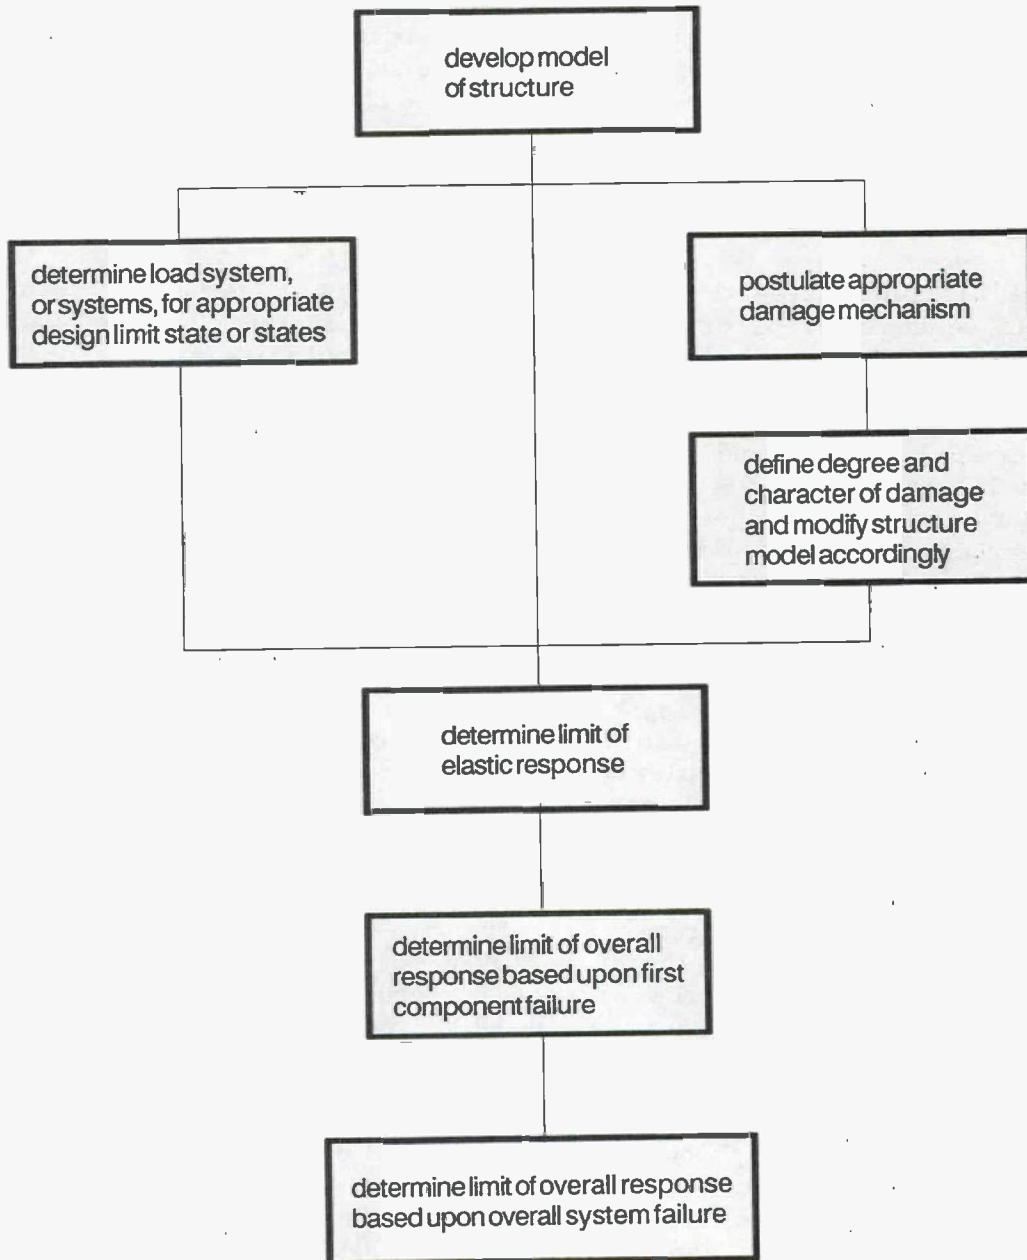 develop model
of structure
determine load system,
or systems, for appropriate
design limit state or states
postulate appropriate
damage mechanism
define degree and
character of damage
and modify structure
model accordingly
determine limit of
elastic response
determine limit of overall
response based upon first
component failure
determine limit of overall response
based upon overall system failure